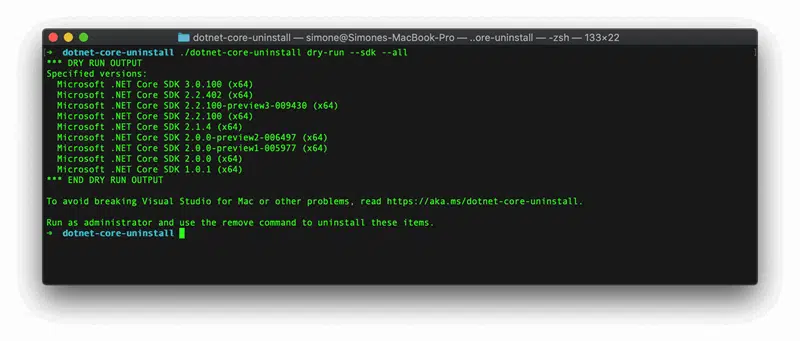 dotnet-core-uninstall — simone@Simones-MacBook-Pro — ..ore-uninstall — -zsh — 133×22
[➜  dotnet-core-uninstall ./dotnet-core-uninstall dry-run --sdk --all ]
*** DRY RUN OUTPUT
Specified versions:
  Microsoft .NET Core SDK 3.0.100 (x64)
  Microsoft .NET Core SDK 2.2.402 (x64)
  Microsoft .NET Core SDK 2.2.100-preview3-009430 (x64)
  Microsoft .NET Core SDK 2.2.100 (x64)
  Microsoft .NET Core SDK 2.1.4 (x64)
  Microsoft .NET Core SDK 2.0.0-preview2-006497 (x64)
  Microsoft .NET Core SDK 2.0.0-preview1-005977 (x64)
  Microsoft .NET Core SDK 2.0.0 (x64)
  Microsoft .NET Core SDK 1.0.1 (x64)
*** END DRY RUN OUTPUT
To avoid breaking Visual Studio for Mac or other problems, read https://aka.ms/dotnet-core-uninstall.
Run as administrator and use the remove command to uninstall these items.
➜  dotnet-core-uninstall